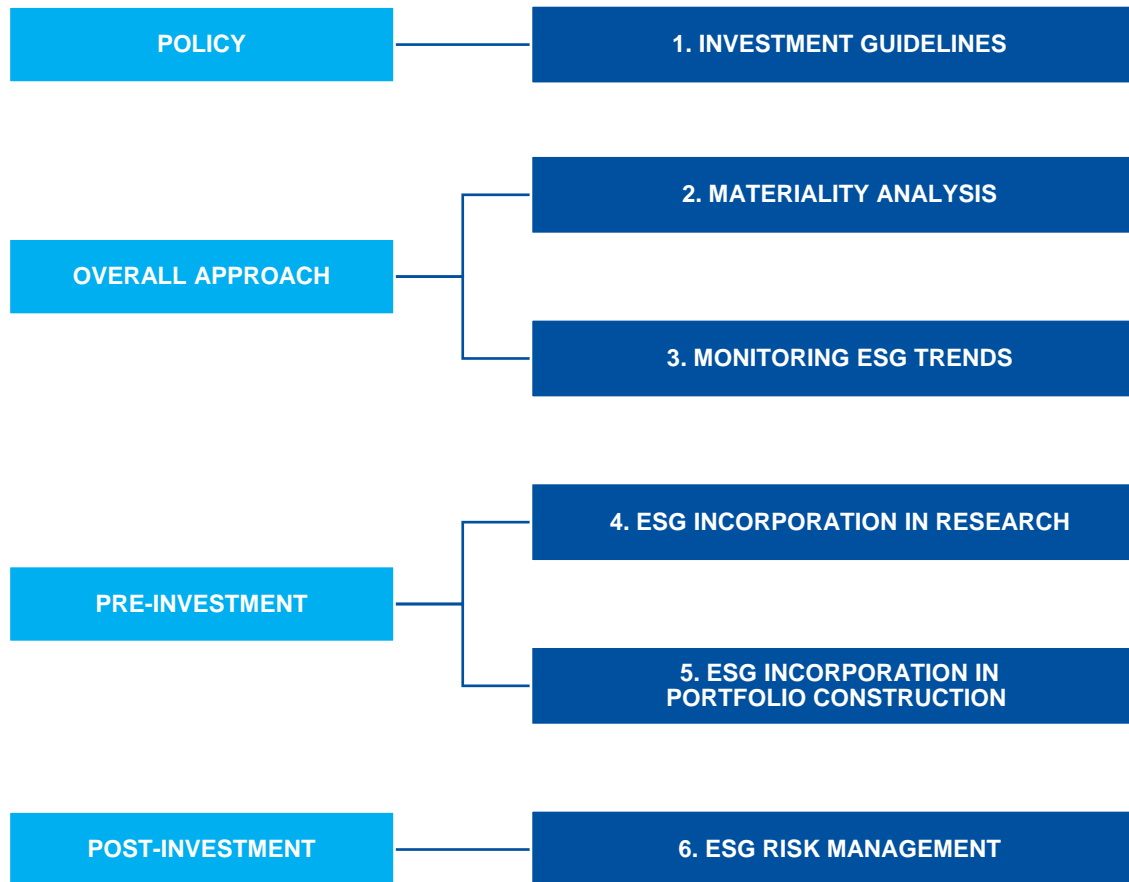 POLICY
1. INVESTMENT GUIDELINES
2. MATERIALITY ANALYSIS
OVERALL APPROACH
3. MONITORING ESG TRENDS
4. ESG INCORPORATION IN RESEARCH
PRE-INVESTMENT
5. ESG INCORPORATION IN
PORTFOLIO CONSTRUCTION
POST-INVESTMENT
6. ESG RISK MANAGEMENT